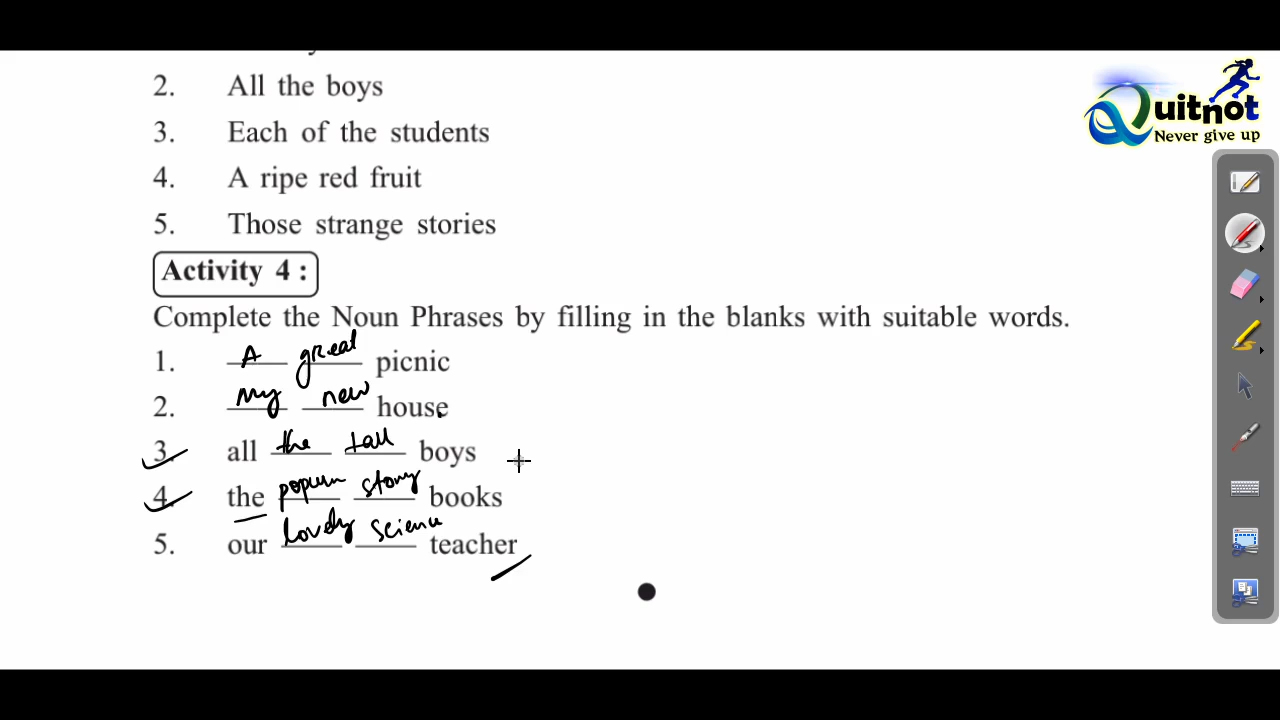 2. All the boys
uitnot
Never give up
3. Each of the students
4. A ripe red fruit
5. Those strange stories
Activity 4 :
Complete the Noun Phrases by filling in the blanks with suitable words.
1. A great picnic
2. my new house
3. all the tall boys
4. the story books
5. our lovely science teacher